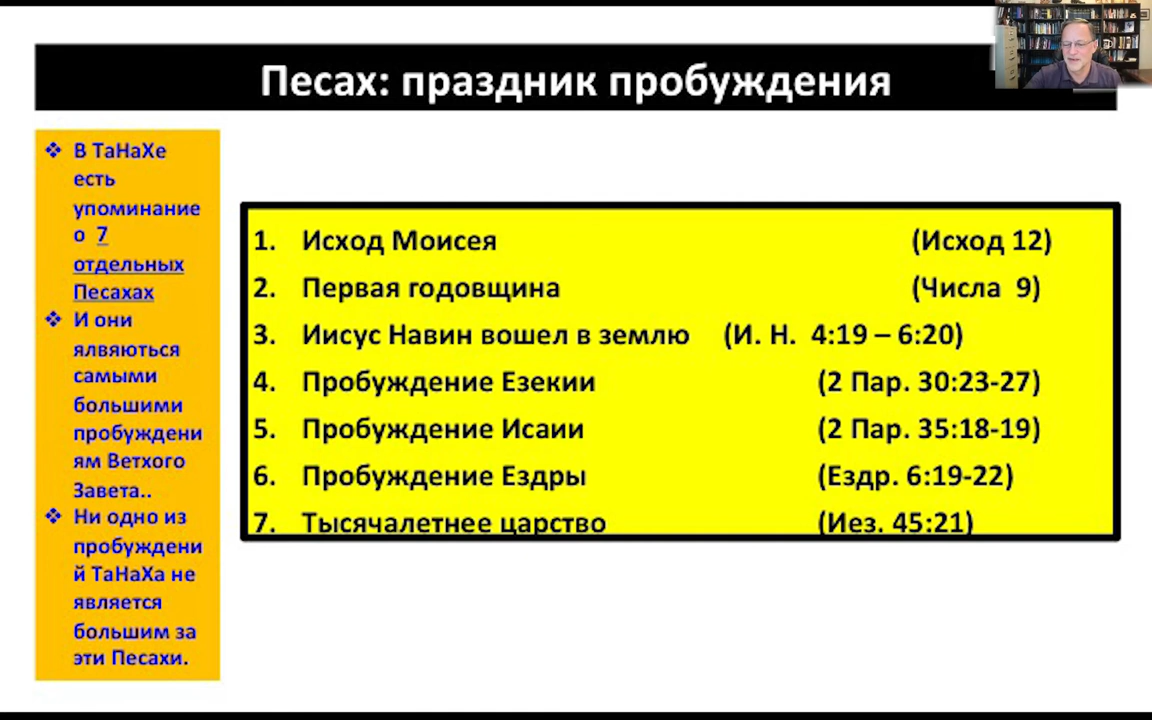 Песах: праздник пробуждения
❖ В ТаНаХе
есть
упоминание
о 7
отдельных
Песахах
❖ И они
ялвяються
самыми
большими
пробуждени
ям Ветхого
Завета..
❖ Ни одно из
пробуждени
й ТаНаХа не
является
большим за
эти Песахи.
1. Исход Моисея (Исход 12)
2. Первая годовщина (Числа 9)
3. Иисус Навин вошел в землю (И. Н. 4:19 – 6:20)
4. Пробуждение Езекии (2 Пар. 30:23-27)
5. Пробуждение Исаии (2 Пар. 35:18-19)
6. Пробуждение Ездры (Ездр. 6:19-22)
7. Тысячалетнее царство (Иез. 45:21)